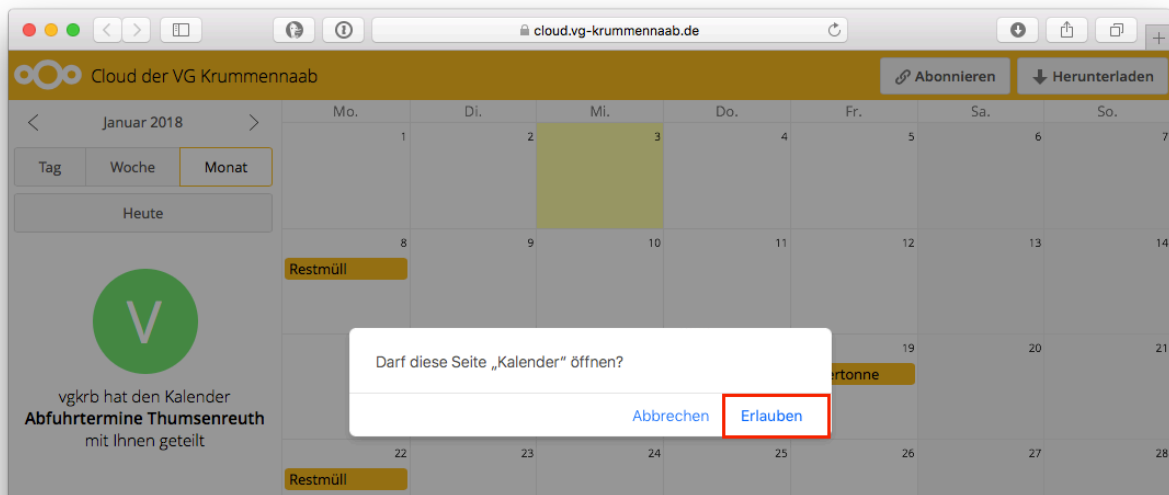 cloud.vg-krummennaab.de
Cloud der VG Krummennaab
Abonnieren
Herunterladen
Januar 2018
Mo. Di. Mi. Do. Fr. Sa. So.
1 2 3 4 5 6 7
Tag Woche Monat
Heute
8 9 10 11 12 13 14
Restmüll
V
Darf diese Seite „Kalender“ öffnen?
Abbrechen Erlauben
19 20 21
vgkrb hat den Kalender
Abfuhrtermine Thumsenreuth
mit Ihnen geteilt
22 23 24 25 26 27 28
Restmüll